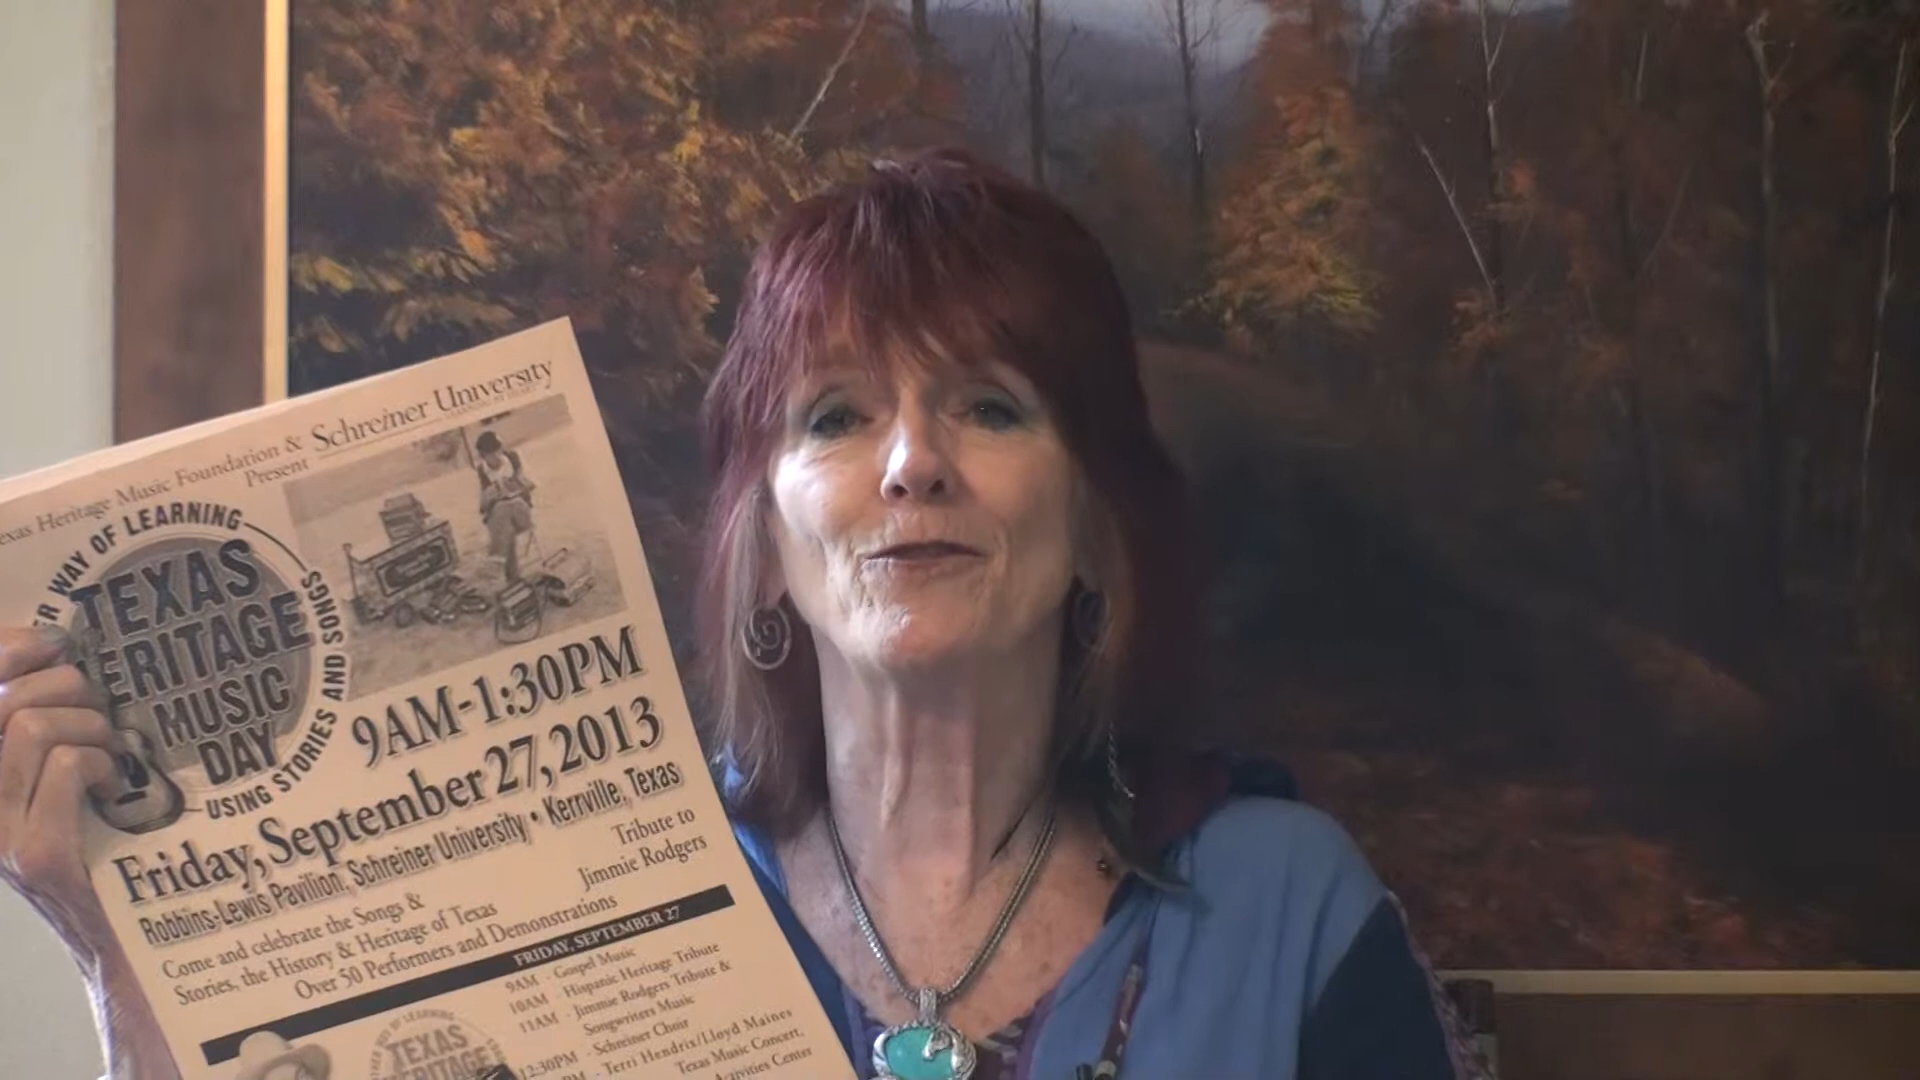 exas Heritage Music Foundation & Schreiner University
Present
ER WAY OF LEARNING
USING STORIES AND SONGS
TEXAS
ERITAGE
MUSIC
DAY
9AM-1:30PM
Friday, September 27, 2013
Robbins-Lewis Pavilion, Schreiner University • Kerrville, Texas
Come and celebrate the Songs &
Stories, the History & Heritage of Texas
Over 50 Performers and Demonstrations
Tribute to
Jimmie Rodgers
FRIDAY, SEPTEMBER 27
9AM - Gospel Music
10AM - Hispanic Heritage Tribute
11AM - Jimmie Rodgers Tribute &
Songwriters Music
12:30PM - Schreiner Choir
PM - Terri Hendrix/Lloyd Maines
Texas Music Concert,
Activities Center
TEXAS